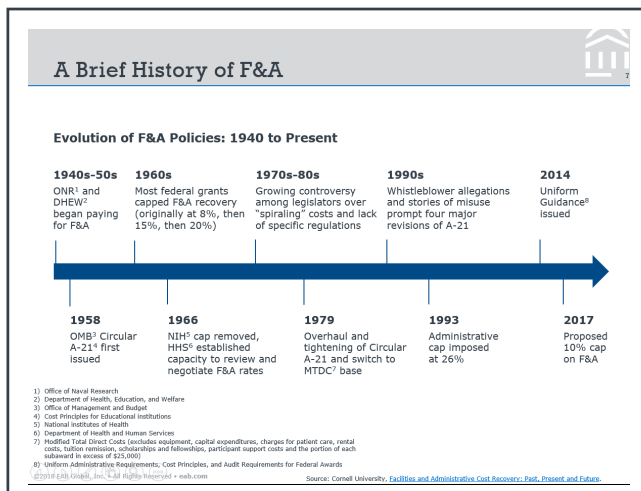 A Brief History of F&A
7
Evolution of F&A Policies: 1940 to Present
1940s-50s
ONR1 and
DHEW2
began paying
for F&A
1960s
Most federal grants
capped F&A recovery
(originally at 8%, then
15%, then 20%)
1970s-80s
Growing controversy
among legislators over
"spiraling" costs and lack
of specific regulations
1990s
Whistleblower allegations
and stories of misuse
prompt four major
revisions of A-21
2014
Uniform
Guidance8
issued
1958
OMB3 Circular
A-214 first
issued
1966
NIH5 cap removed,
HHS6 established
capacity to review and
negotiate F&A rates
1979
Overhaul and
tightening of Circular
A-21 and switch to
MTDC7 base
1993
Administrative
cap imposed
at 26%
2017
Proposed
10% cap
on F&A
1) Office of Naval Research
2) Department of Health, Education, and Welfare
3) Office of Management and Budget
4) Cost Principles for Educational Institutions
5) National Institutes of Health
6) Department of Health and Human Services
7) Modified Total Direct Costs (excludes equipment, capital expenditures, charges for patient care, rental
costs, tuition remission, scholarships and fellowships, participant support costs and the portion of each
subaward in excess of $25,000)
8) Uniform Administrative Requirements, Cost Principles, and Audit Requirements for Federal Awards
©2018 EAB Global, Inc. • All Rights Reserved • eab.com
Source: Cornell University, Facilities and Administrative Cost Recovery: Past, Present and Future.